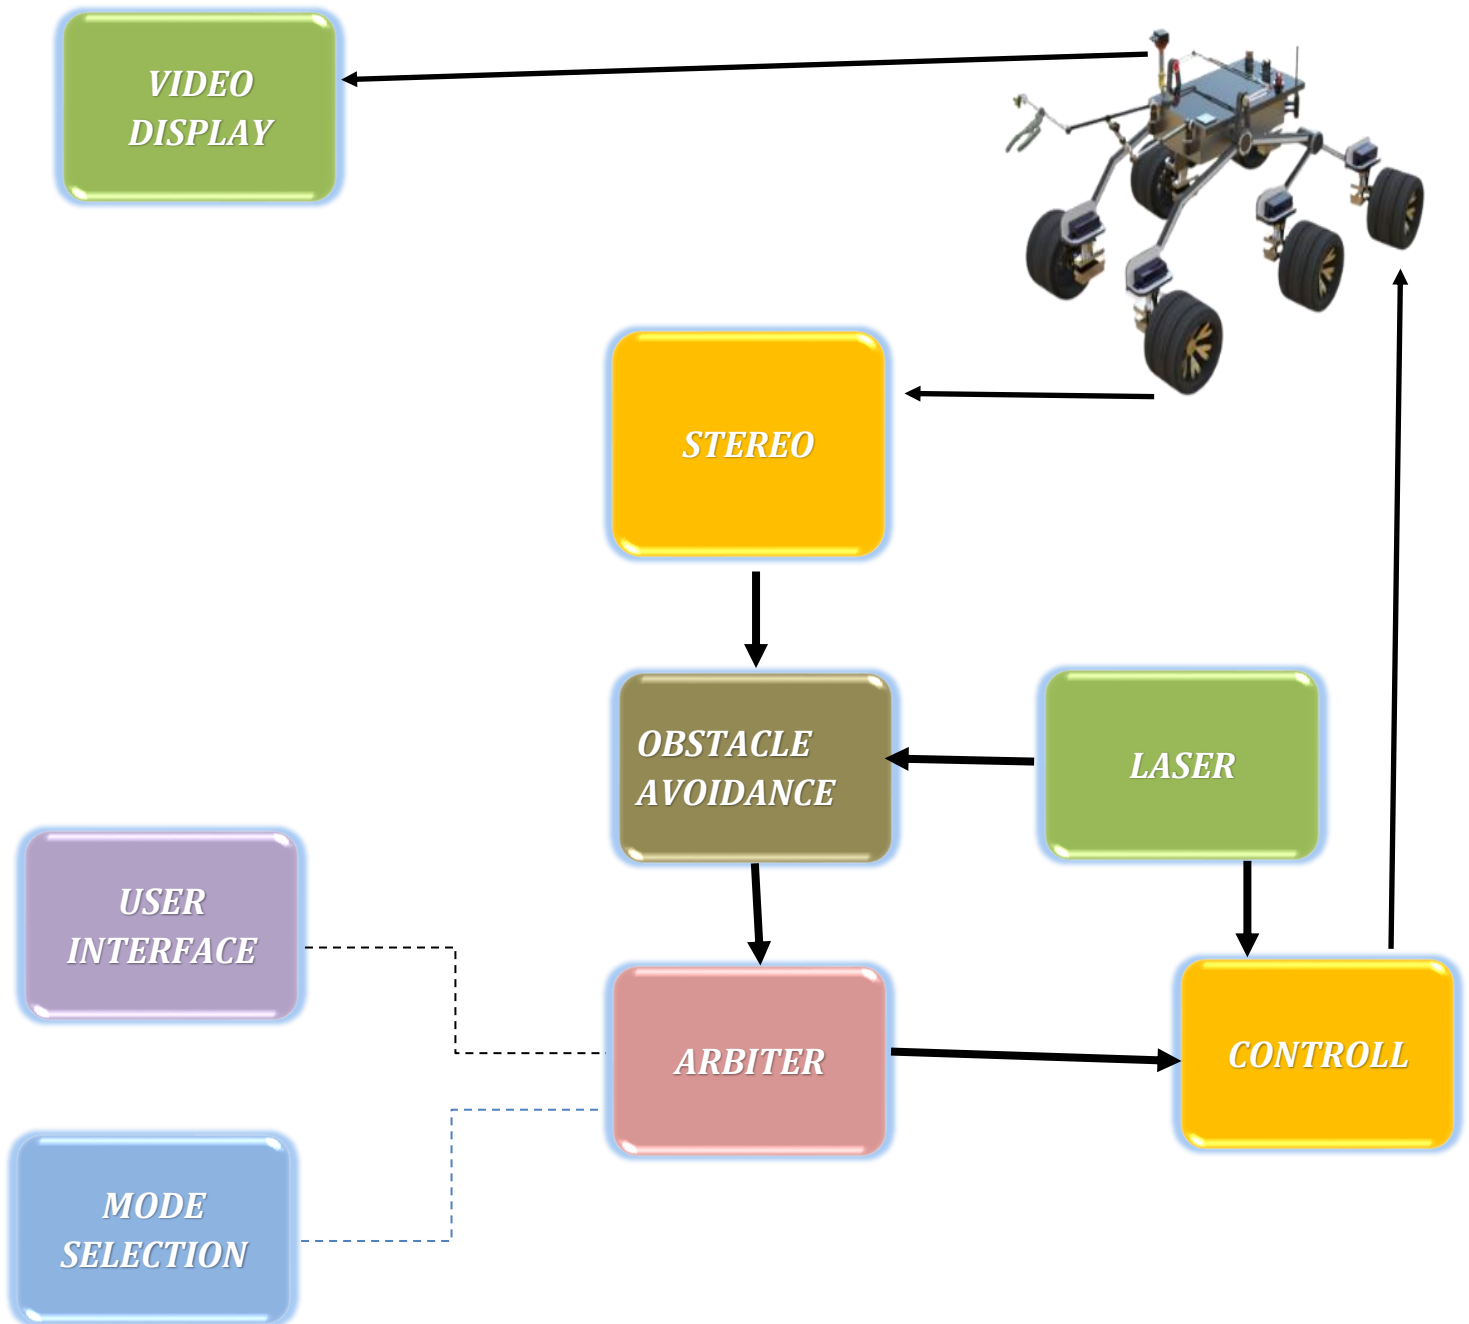 VIDEO
DISPLAY
STEREO
OBSTACLE
AVOIDANCE
LASER
USER
INTERFACE
ARBITER
CONTROLL
MODE
SELECTION